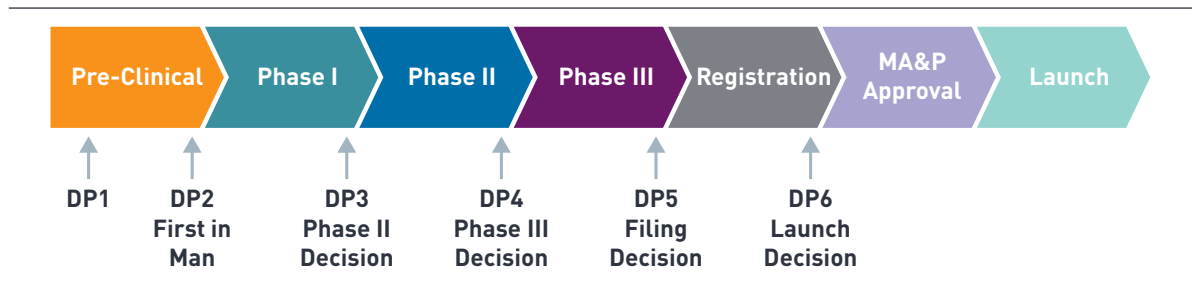 Pre-Clinical
Phase I
Phase II
Phase III
Registration
MA&P
Approval
Launch
DP1
DP2
First in
Man
DP3
Phase II
Decision
DP4
Phase III
Decision
DP5
Filing
Decision
DP6
Launch
Decision